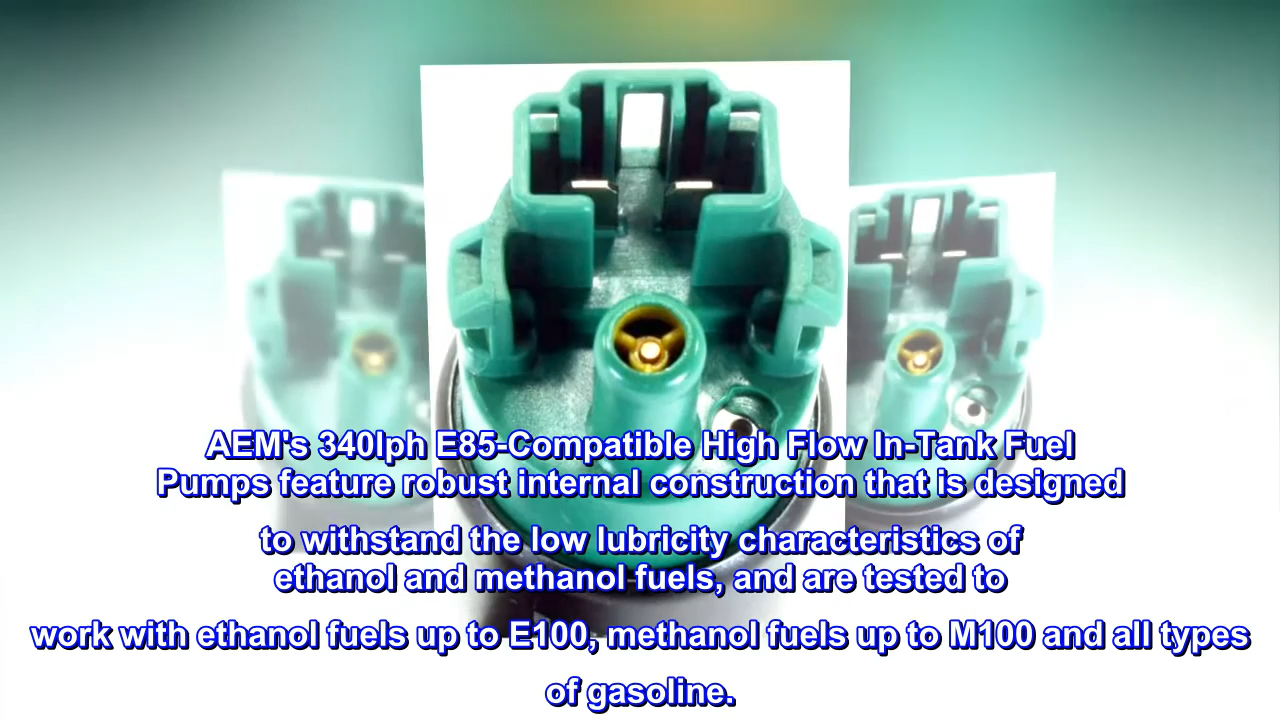 AEM's 340lph E85-Compatible High Flow In-Tank Fuel
Pumps feature robust internal construction that is designed
to withstand the low lubricity characteristics of
ethanol and methanol fuels, and are tested to
work with ethanol fuels up to E100, methanol fuels up to M100 and all types
of gasoline.